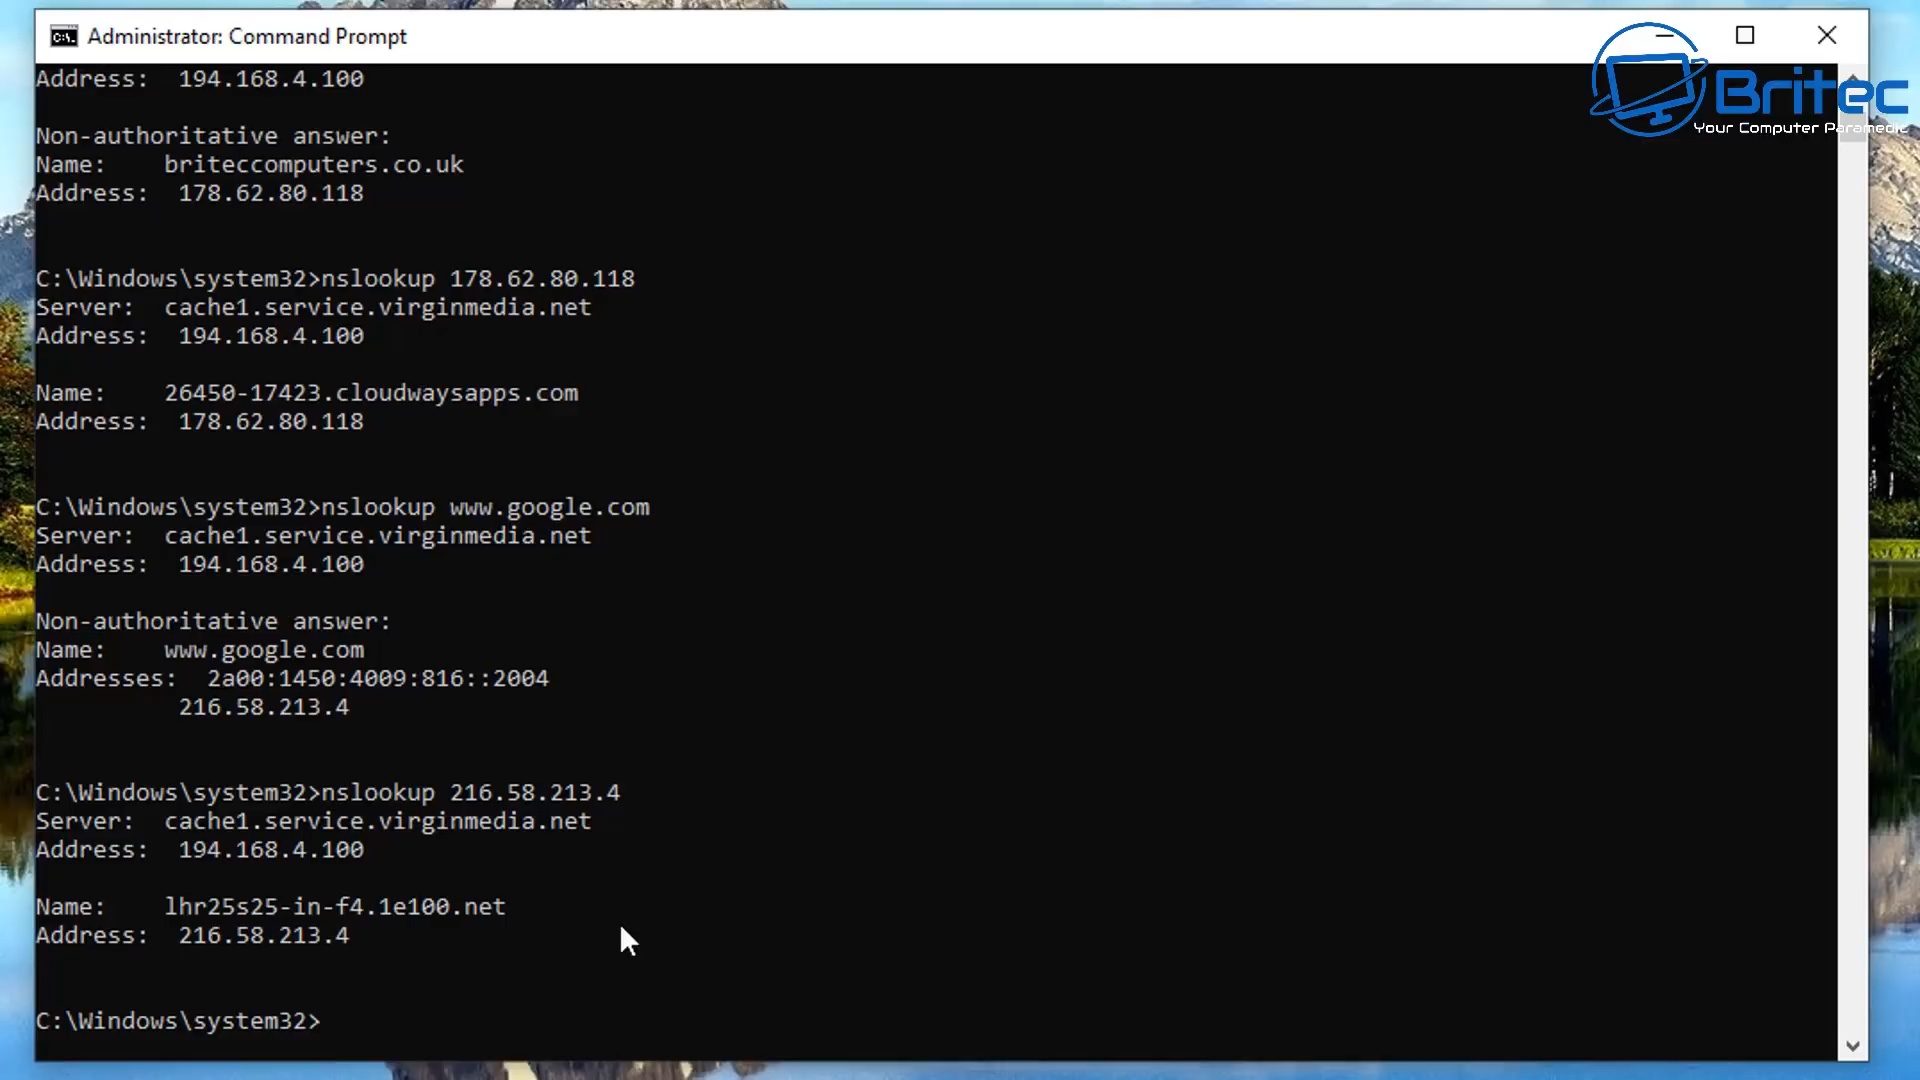 Administrator: Command Prompt
Britec
Your Computer Paramedic
Address:  194.168.4.100
Non-authoritative answer:
Name:    briteccomputers.co.uk
Address:  178.62.80.118
C:\Windows\system32>nslookup 178.62.80.118
Server:  cache1.service.virginmedia.net
Address:  194.168.4.100
Name:    26450-17423.cloudwaysapps.com
Address:  178.62.80.118
C:\Windows\system32>nslookup www.google.com
Server:  cache1.service.virginmedia.net
Address:  194.168.4.100
Non-authoritative answer:
Name:    www.google.com
Addresses:  2a00:1450:4009:816::2004
216.58.213.4
C:\Windows\system32>nslookup 216.58.213.4
Server:  cache1.service.virginmedia.net
Address:  194.168.4.100
Name:    lhr25s25-in-f4.1e100.net
Address:  216.58.213.4
C:\Windows\system32>